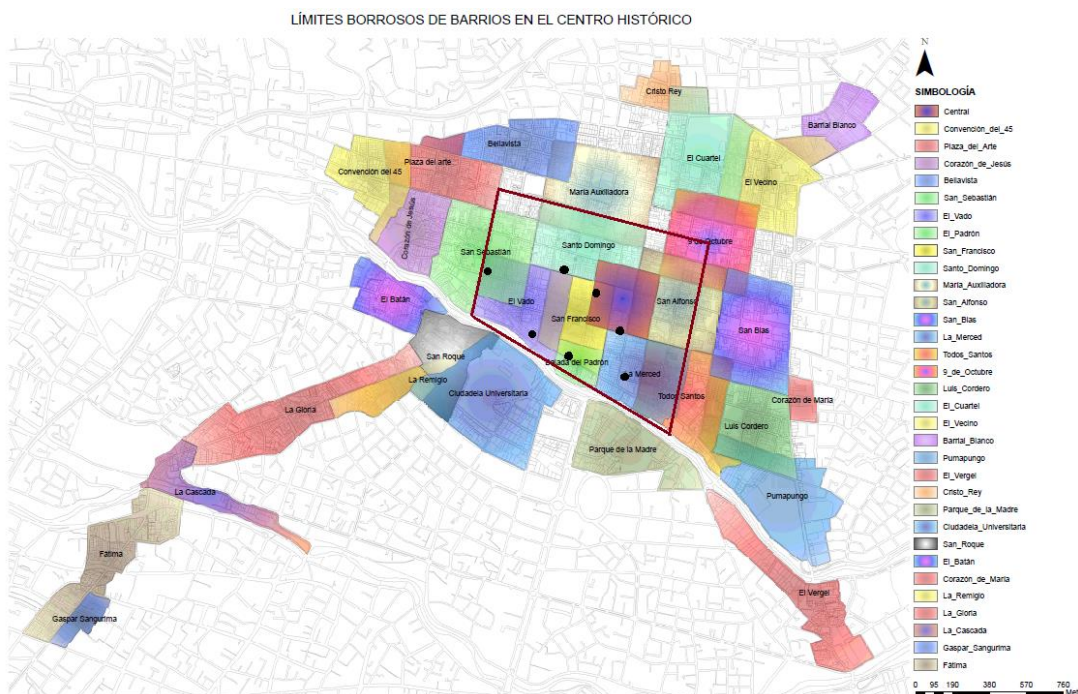 LÍMITES BORROSOS DE BARRIOS EN EL CENTRO HISTÓRICO
N
Cristo Rey
Barrial Blanco
Bellavista
Plaza del arte
Convención del 45
El Cuartel
El Vecino
María Auxiliadora
Corazón de Jesús
San Sebastián
Santo Domingo
9 de Octubre
El Batán
El Vado
San Francisco
San Alfonso
San Blas
San Roque
Bajada del Padrón
La Merced
La Remigio
Ciudadela Universitaria
Todos Santos
Corazón de María
La Gloria
Luis Cordero
Parque de la Madre
La Cascada
Pumapungo
Fátima
El Vergel
Gaspar Sangurima
SIMBOLOGÍA
Central
Convención_del_45
Plaza_del_Arte
Corazón_de_Jesús
Bellavista
San_Sebastián
El_Vado
El_Padrón
San_Francisco
Santo_Domingo
María_Auxiliadora
San_Alfonso
San_Blas
La_Merced
Todos_Santos
9_de_Octubre
Luis_Cordero
El_Cuartel
El_Vecino
Barrial_Blanco
Pumapungo
El_Vergel
Cristo_Rey
Parque_de_la_Madre
Ciudadela_Universitaria
San_Roque
El_Batán
Corazón_de_María
La_Remigio
La_Gloria
La_Cascada
Gaspar_Sangurima
Fátima
0 95 190 380 570 760